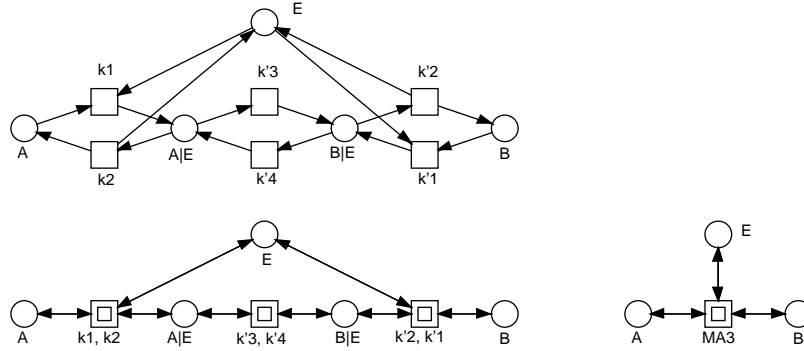 E
k1
k'3
k'2
A
A|E
B|E
B
k2
k'4
k'1
E
E
A
k1, k2
A|E
k'3, k'4
B|E
k'2, k'1
B
A
MA3
B